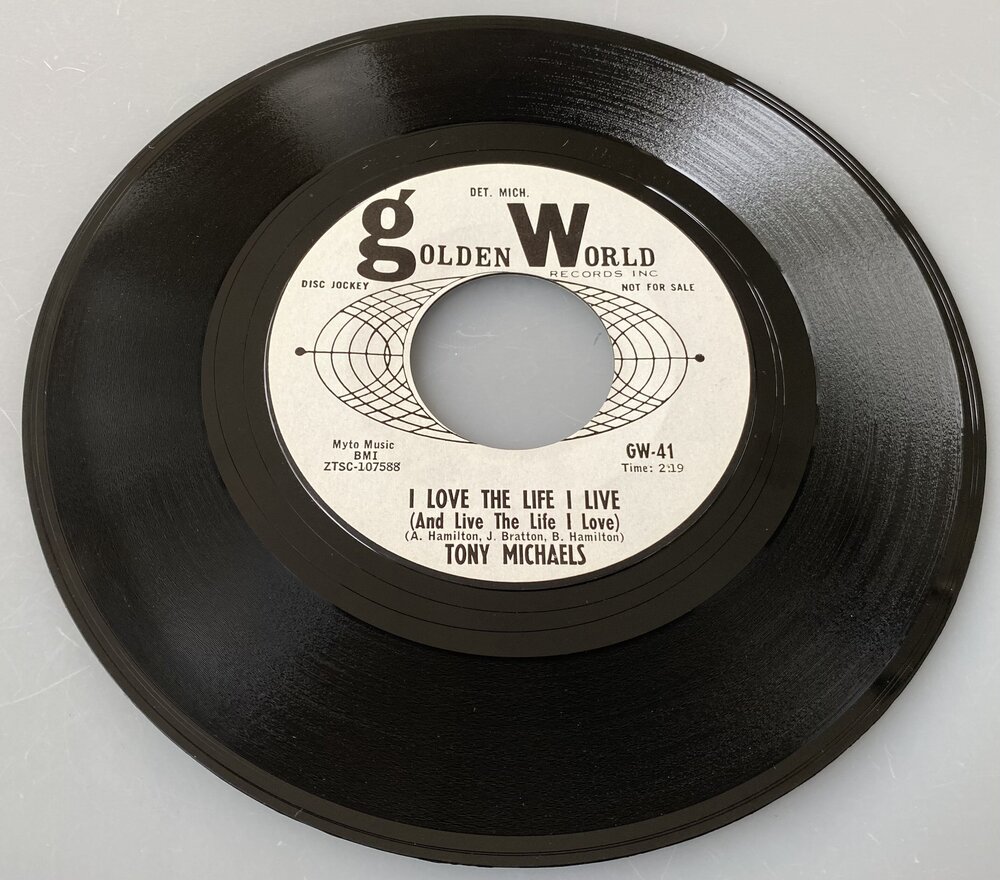 DET. MICH.
gOLDEN WORLD
RECORDS INC
DISC JOCKEY
NOT FOR SALE
Myto Music
BMI
ZTSC-107588
GW-41
Time: 2:19
I LOVE THE LIFE I LIVE
(And Live The Life I Love)
(A. Hamilton, J. Bratton, B. Hamilton)
TONY MICHAELS